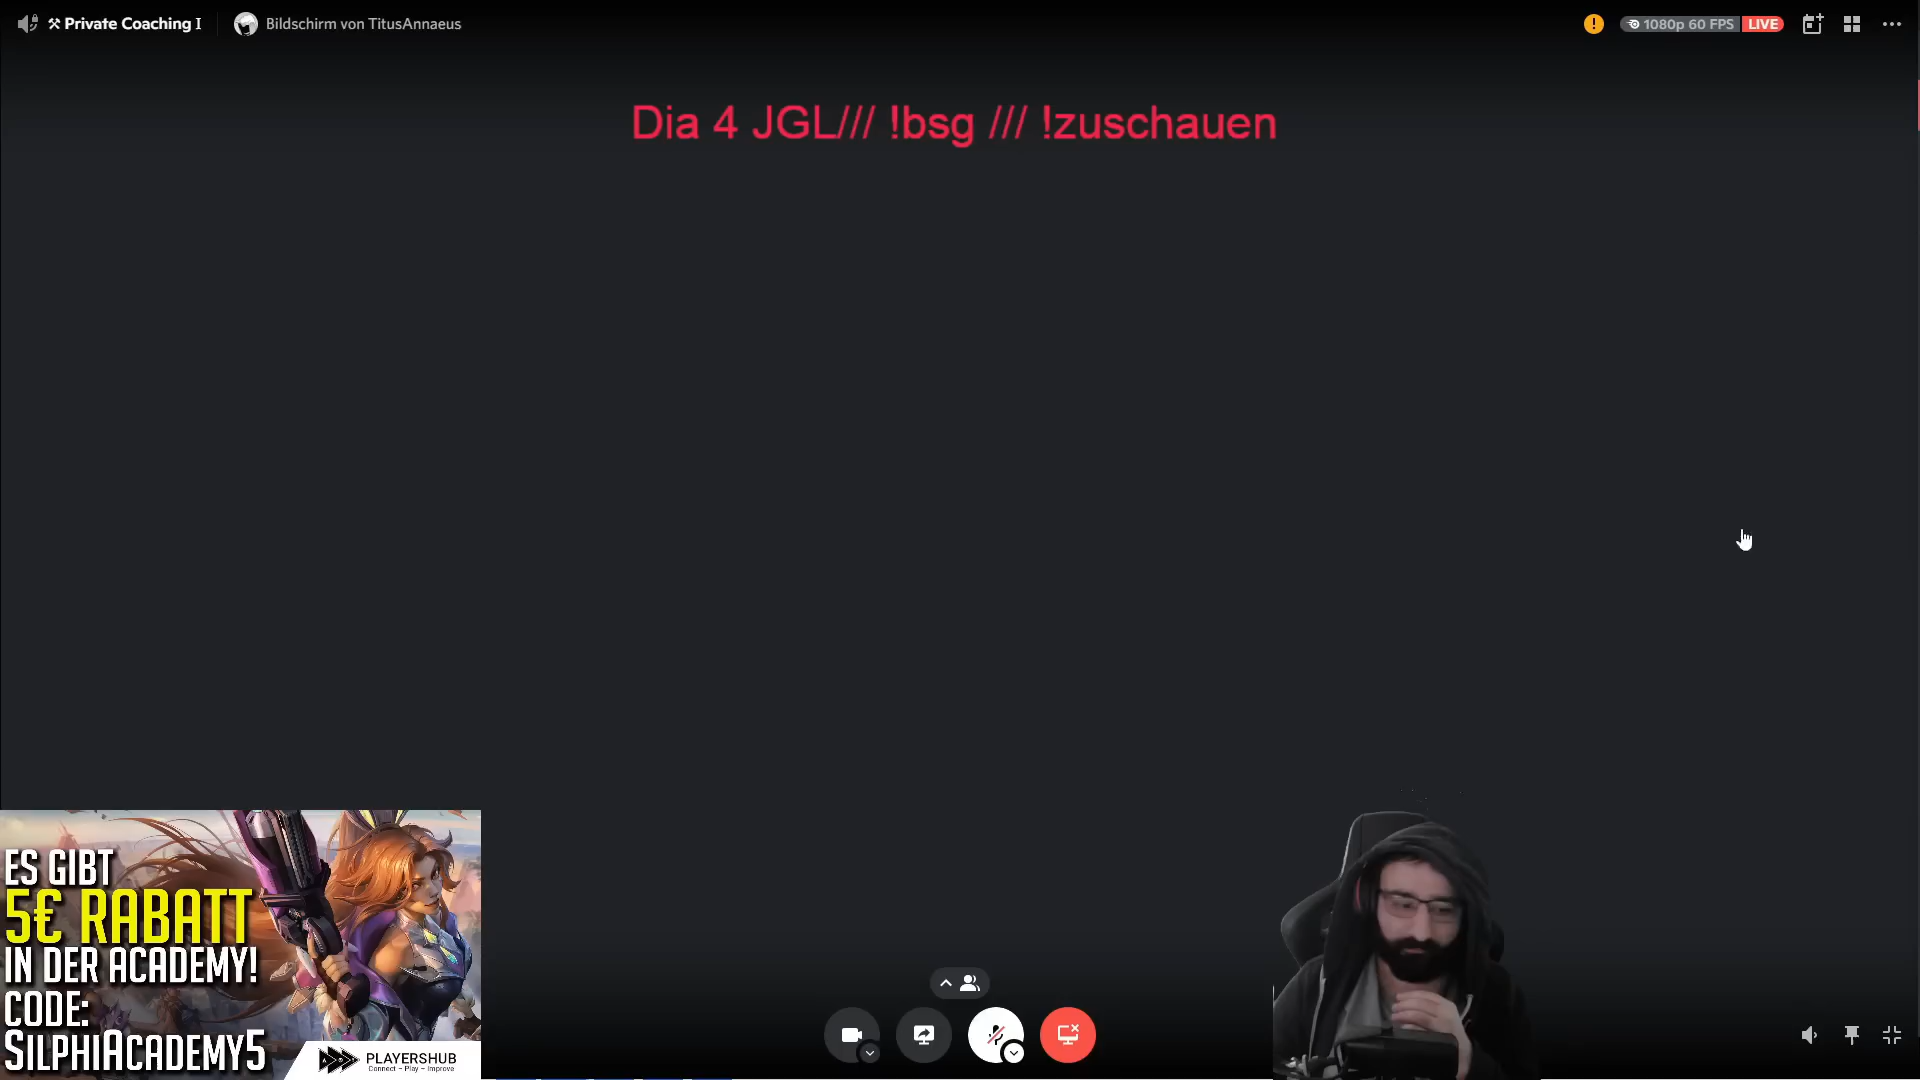 ⚒ Private Coaching I
Bildschirm von TitusAnnaeus
1080p 60 FPS LIVE
Dia 4 JGL/// !bsg /// !zuschauen
ES GIBT
5€ RABATT
IN DER ACADEMY!
CODE:
SILPHIACADEMY5
PLAYERSHUB
Connect – Play – Improve